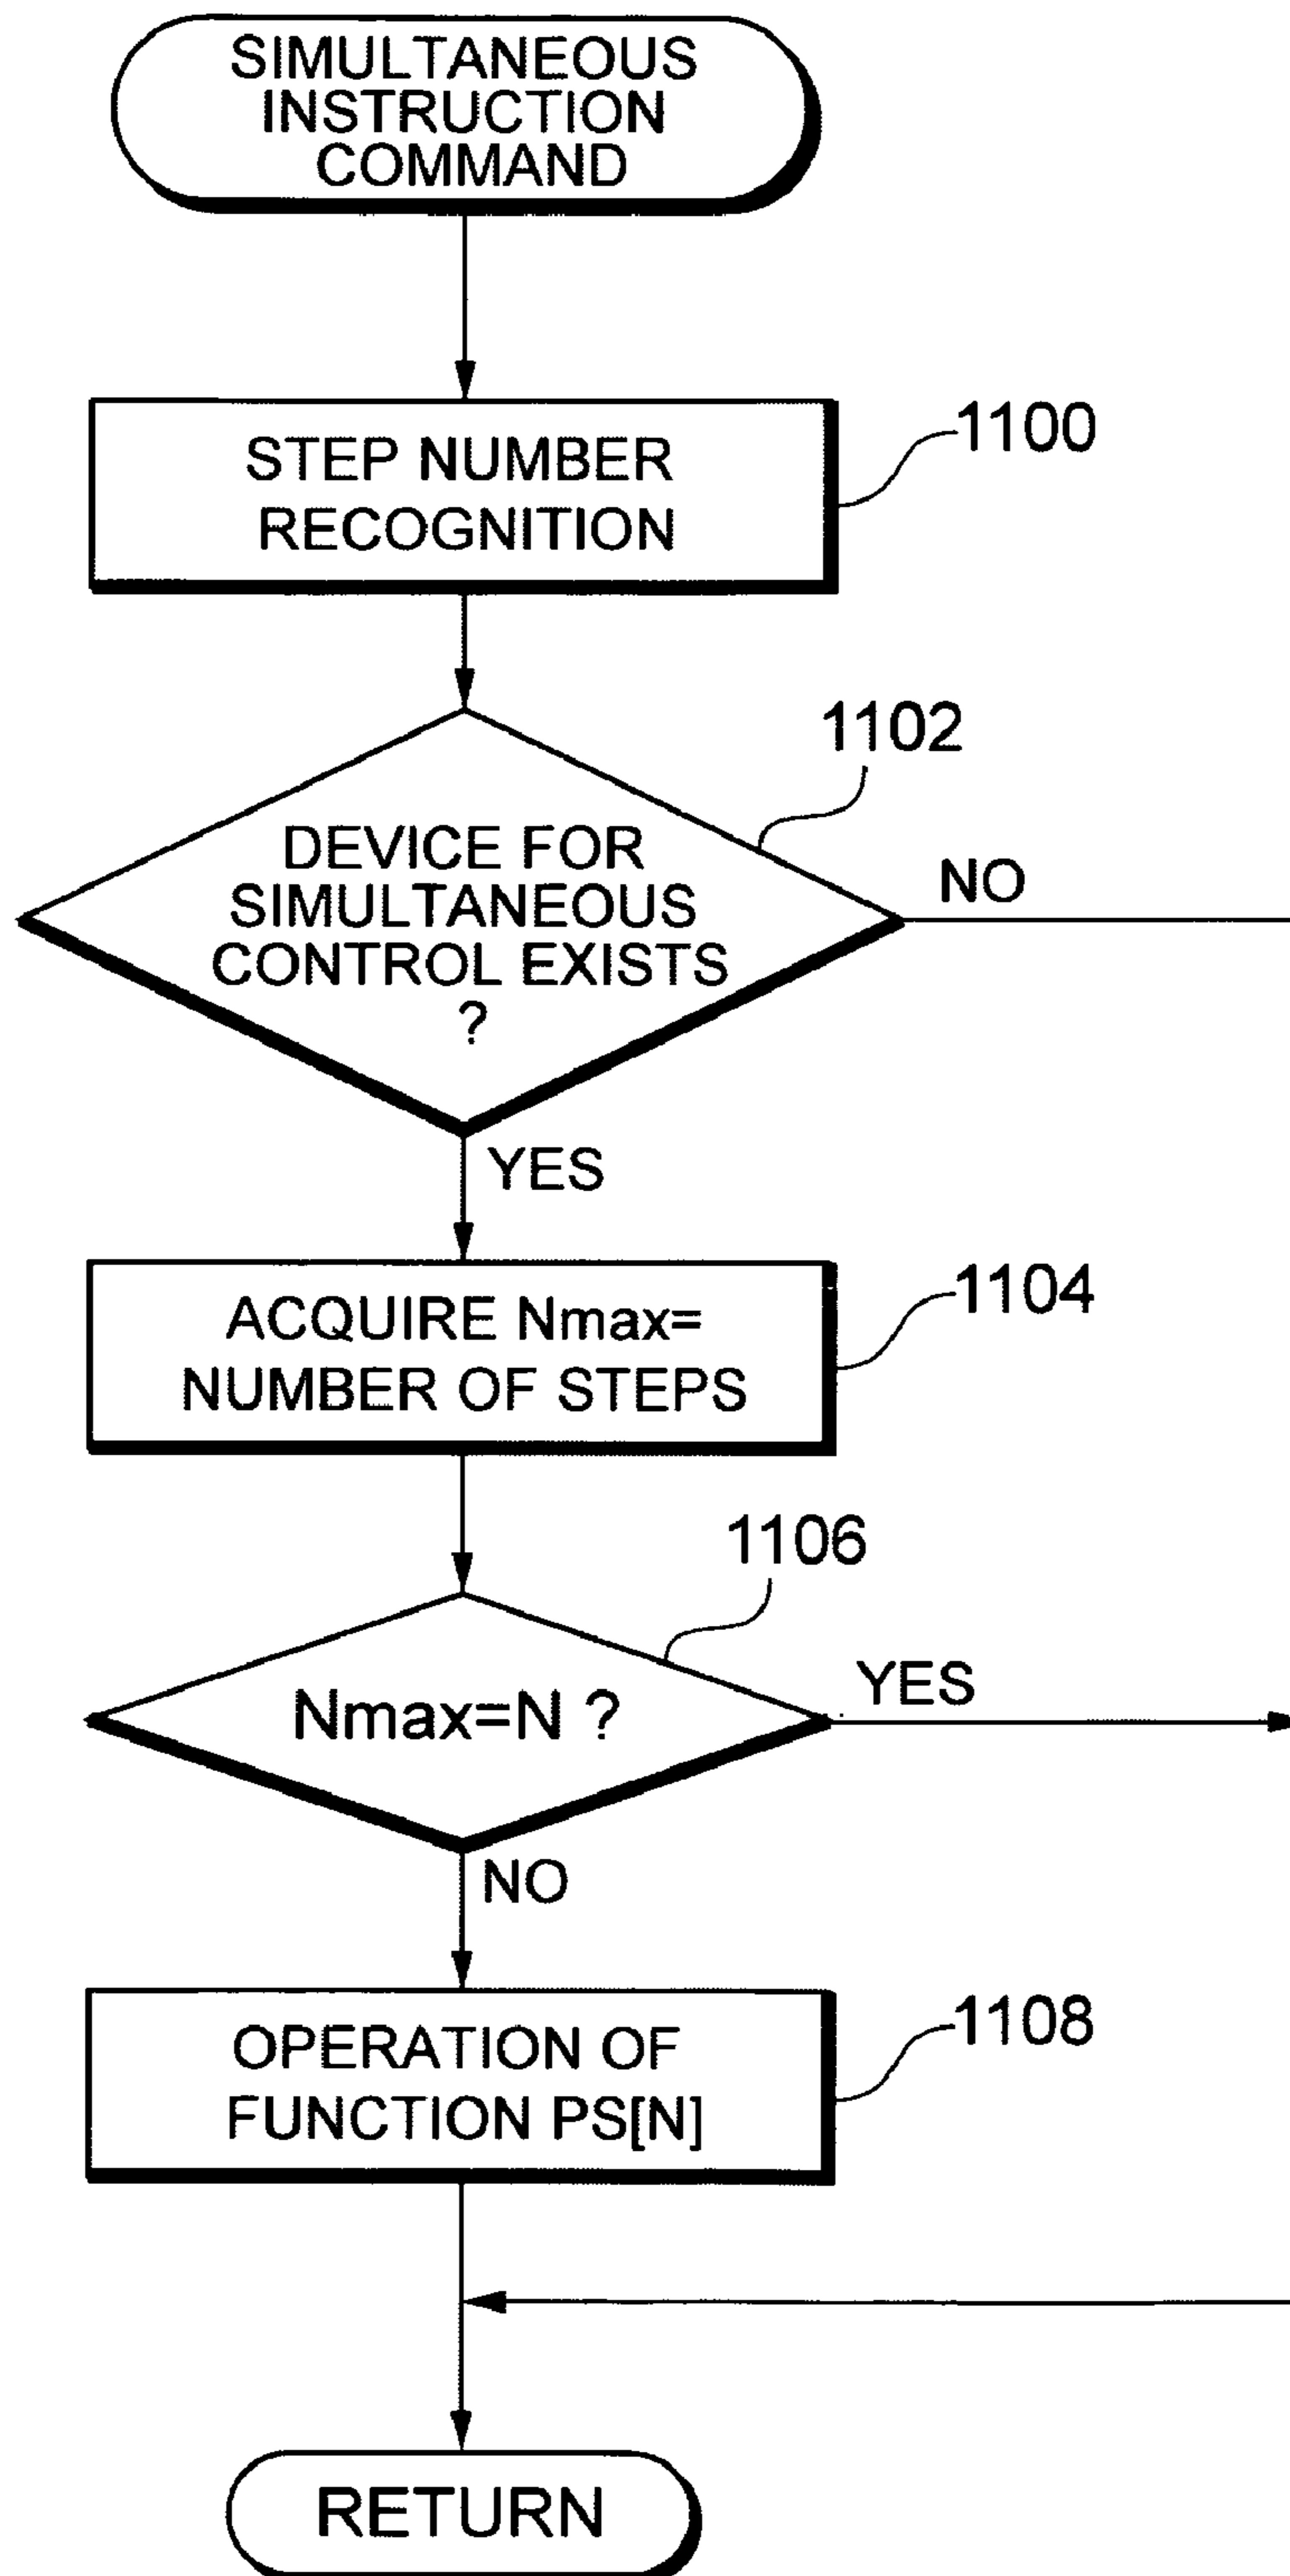 SIMULTANEOUS
INSTRUCTION
COMMAND
STEP NUMBER
RECOGNITION
1100
1102
DEVICE FOR
SIMULTANEOUS
CONTROL EXISTS
?
NO
YES
ACQUIRE Nmax=
NUMBER OF STEPS
1104
1106
Nmax=N ?
YES
NO
OPERATION OF
FUNCTION PS[N]
1108
RETURN